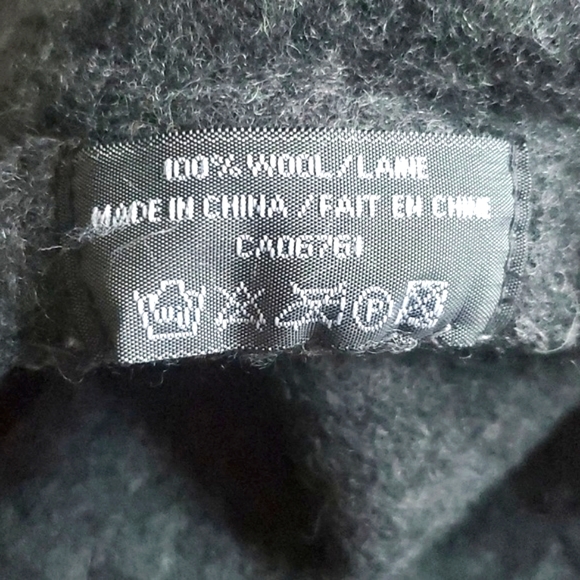 100% WOOL/LAINE
MADE IN CHINA / FAIT EN CHINE
CA06761
P